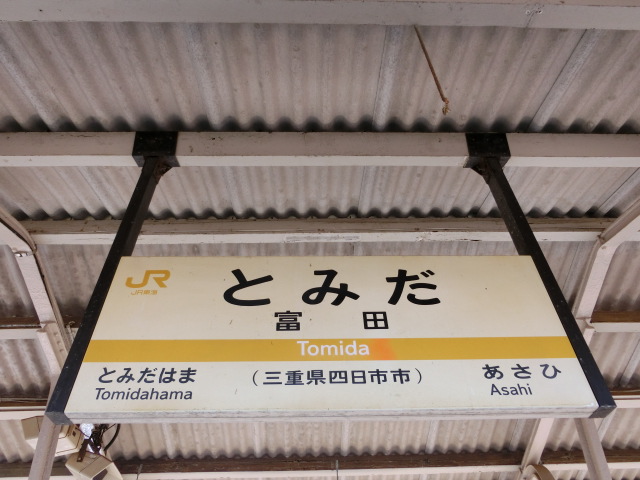 JR
JR東海
とみだ
富田
Tomida
とみだはま
Tomidahama
(三重県四日市市)
あさひ
Asahi